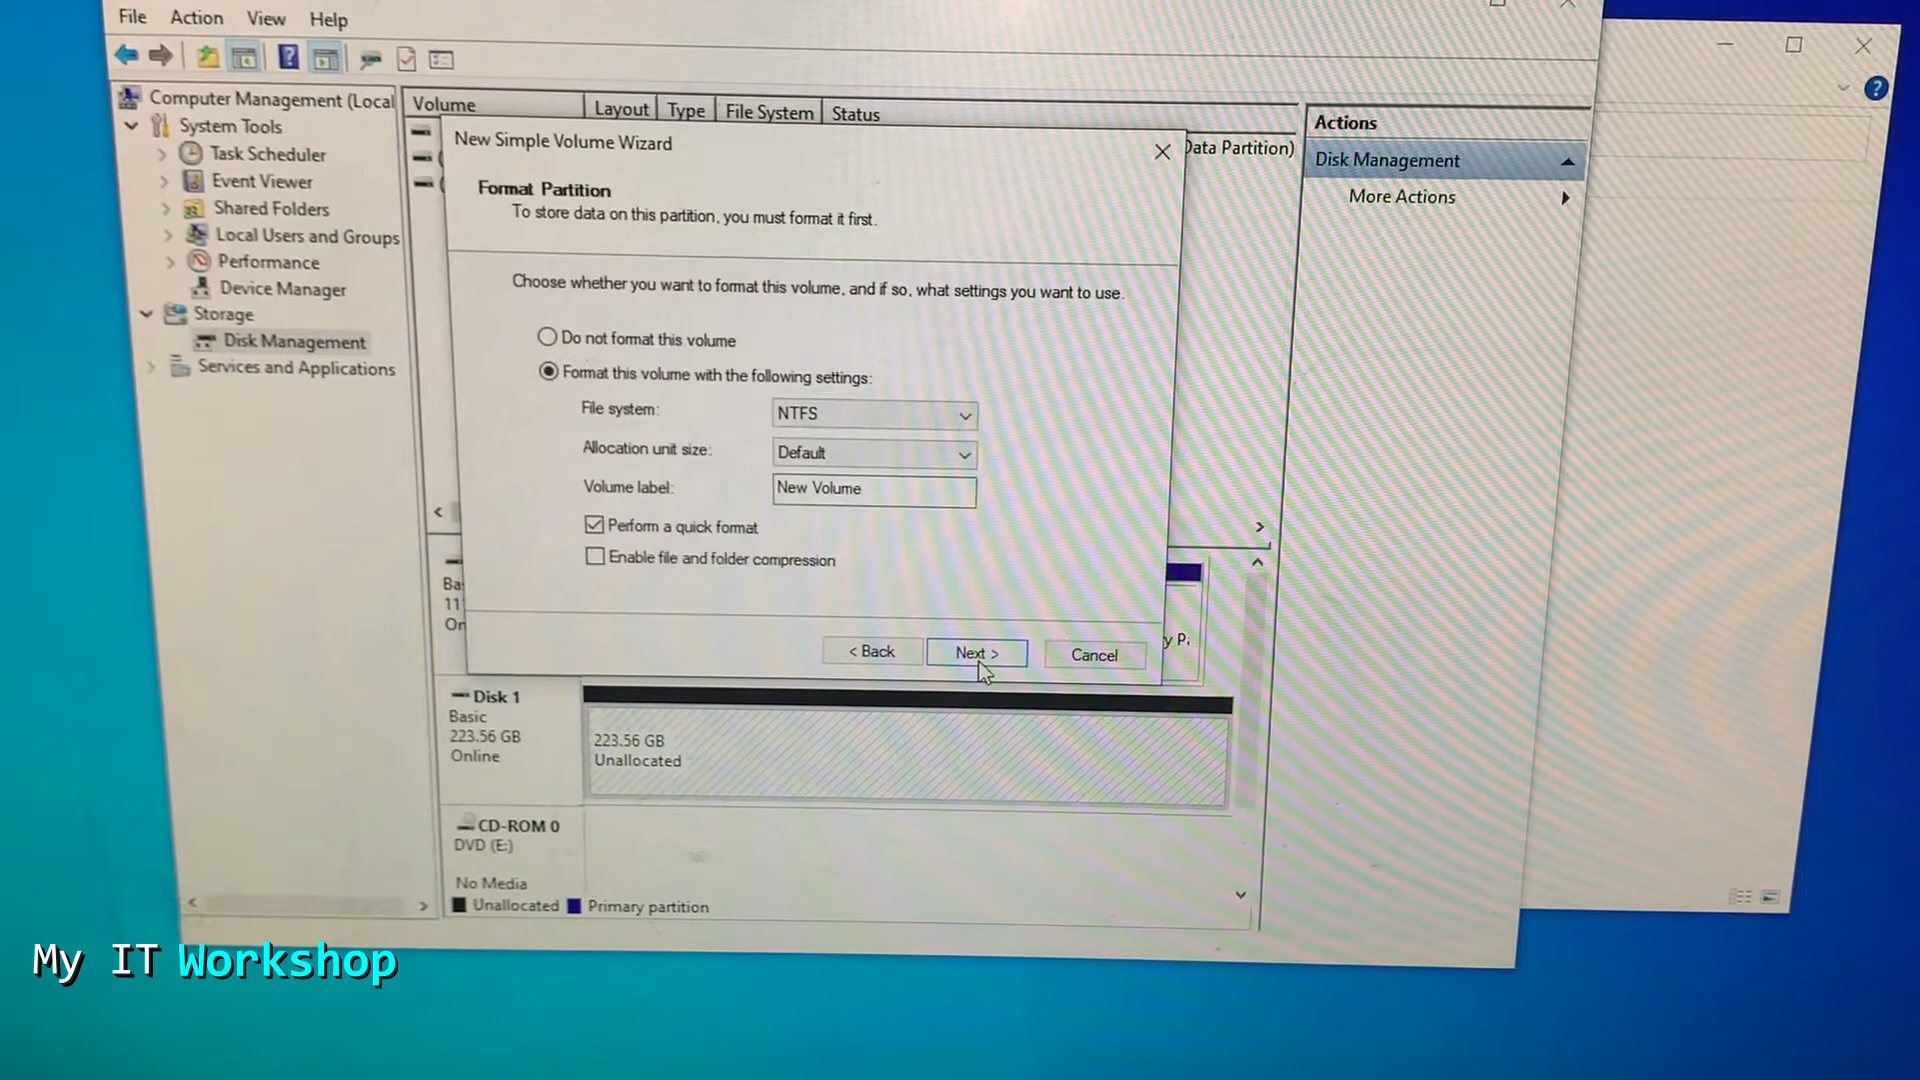 File Action View Help
Computer Management (Local
System Tools
Task Scheduler
Event Viewer
Shared Folders
Local Users and Groups
Performance
Device Manager
Storage
Disk Management
Services and Applications
Volume Layout Type File System Status
Data Partition)
New Simple Volume Wizard
Format Partition
To store data on this partition, you must format it first.
Choose whether you want to format this volume, and if so, what settings you want to use.
Do not format this volume
Format this volume with the following settings:
File system: NTFS
Allocation unit size: Default
Volume label: New Volume
Perform a quick format
Enable file and folder compression
< Back Next > Cancel
Ba
11
On
y Pa
Disk 1
Basic
223.56 GB
Online
223.56 GB
Unallocated
CD-ROM 0
DVD (E:)
No Media
Unallocated Primary partition
Actions
Disk Management
More Actions
My IT Workshop